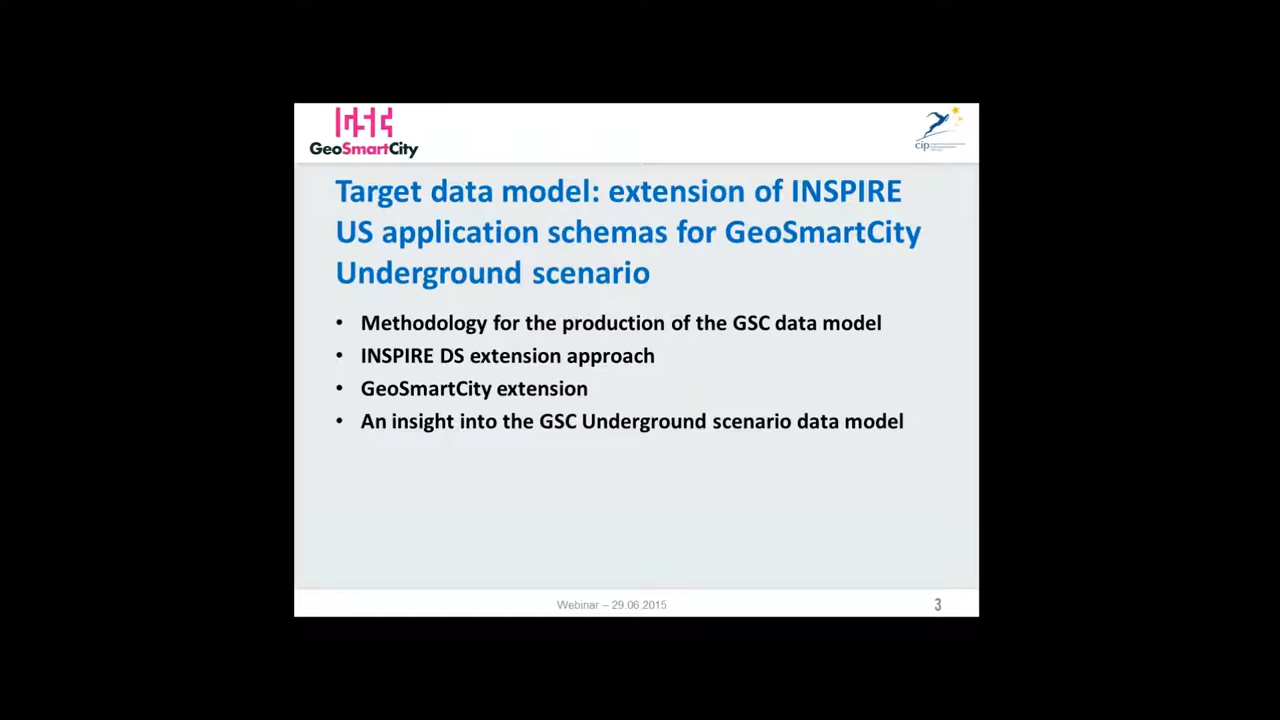 GeoSmartCity
cip
Target data model: extension of INSPIRE
US application schemas for GeoSmartCity
Underground scenario
• Methodology for the production of the GSC data model
• INSPIRE DS extension approach
• GeoSmartCity extension
• An insight into the GSC Underground scenario data model
Webinar – 29.06.2015
3